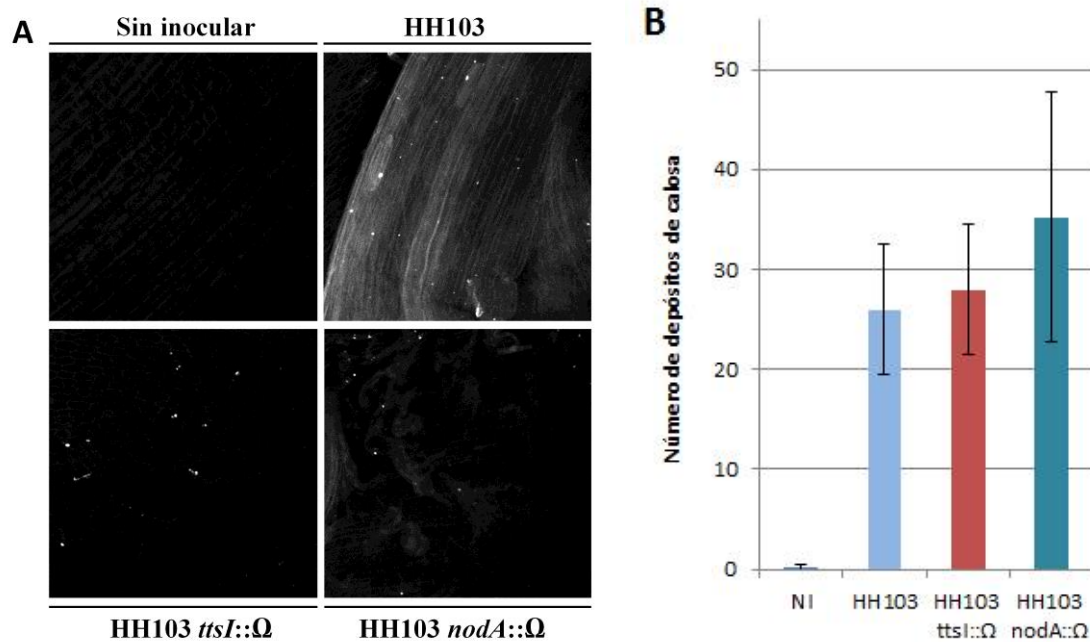 A
Sin inocular
HH103
HH103 ttsI::Ω
HH103 nodA::Ω
B
Número de depósitos de calosa
50
40
30
20
10
0
NI
HH103
HH103
ttsI::Ω
HH103
nodA::Ω